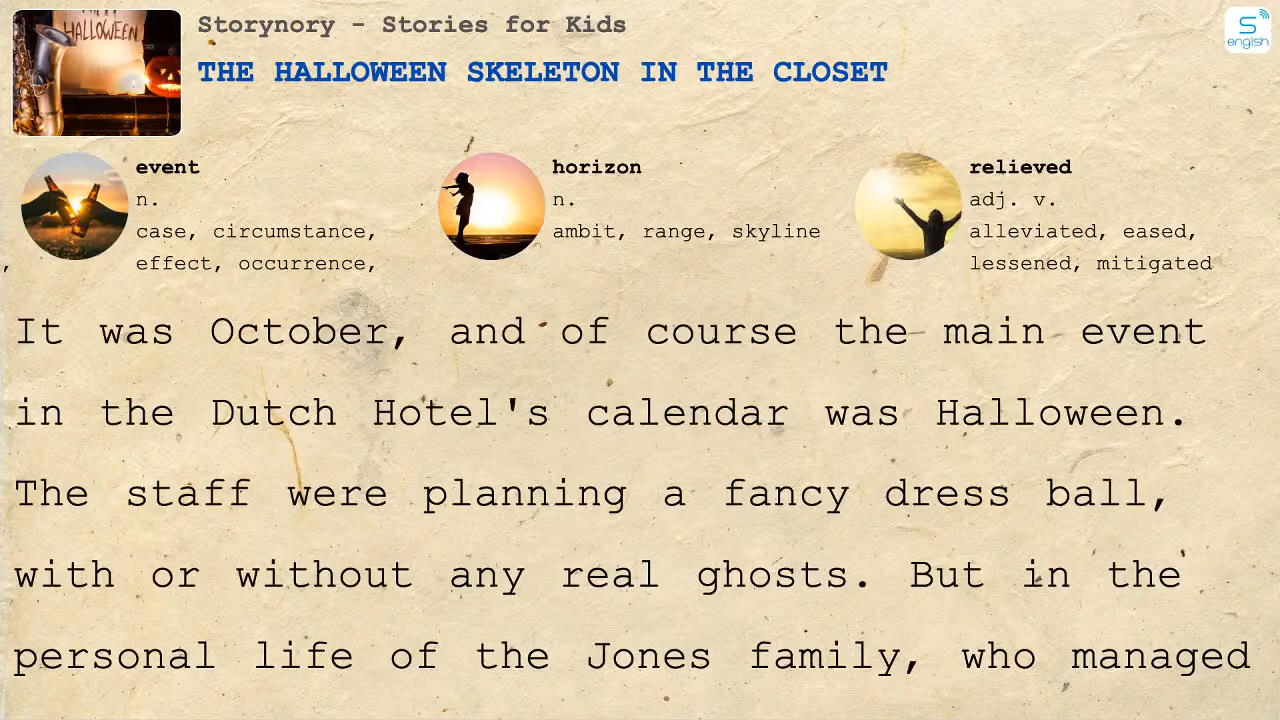 HALLOWEEN
Storynory - Stories for Kids
THE HALLOWEEN SKELETON IN THE CLOSET
S
english
event
n.
case, circumstance,
effect, occurrence,
horizon
n.
ambit, range, skyline
relieved
adj. v.
alleviated, eased,
lessened, mitigated
,
It was October, and of course the main event
in the Dutch Hotel's calendar was Halloween.
The staff were planning a fancy dress ball,
with or without any real ghosts. But in the
personal life of the Jones family, who managed